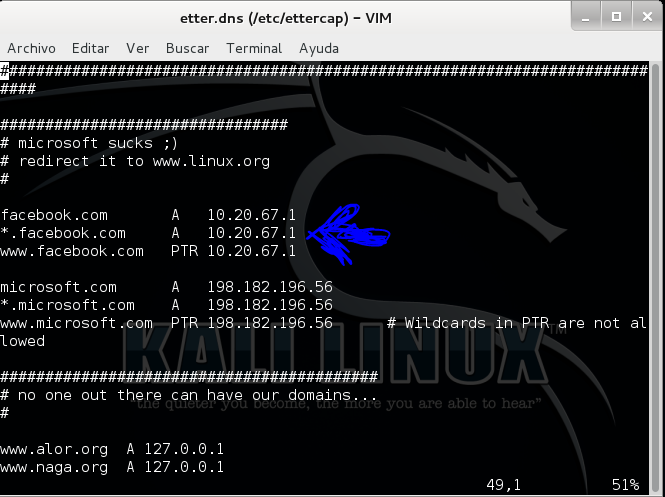 etter.dns (/etc/ettercap) – VIM
Archivo Editar Ver Buscar Terminal Ayuda
########################################################################
####
################################
# microsoft sucks ;)
# redirect it to www.linux.org
#
facebook.com A 10.20.67.1
*.facebook.com A 10.20.67.1
www.facebook.com PTR 10.20.67.1
microsoft.com A 198.182.196.56
*.microsoft.com A 198.182.196.56
www.microsoft.com PTR 198.182.196.56 # Wildcards in PTR are not al
lowed
##########################################
# no one out there can have our domains...
#
www.alor.org A 127.0.0.1
www.naga.org A 127.0.0.1
49,1 51%
KALI LINUX™
"the quieter you become, the more you are able to hear"